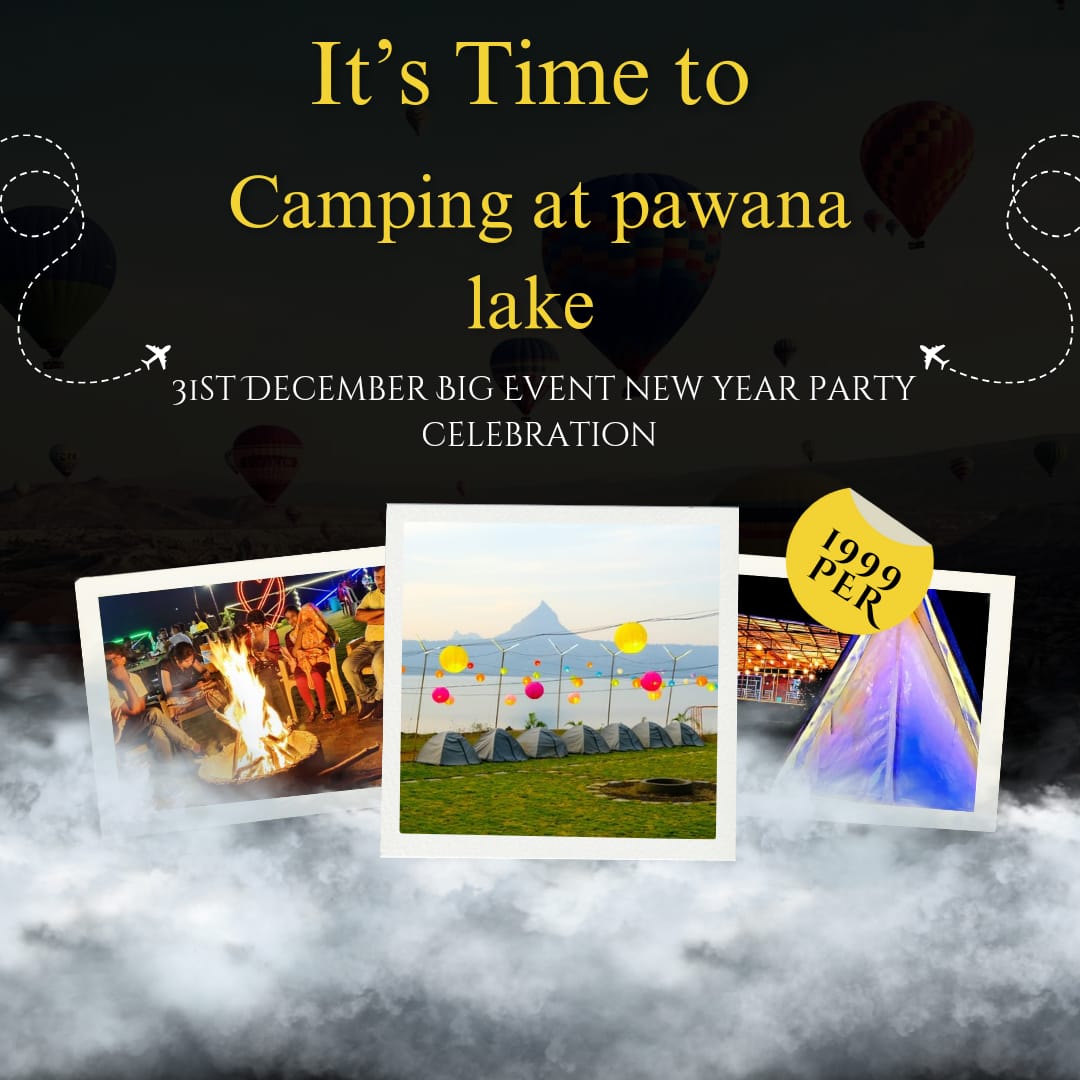 It’s Time to
Camping at pawana
lake
31st December Big Event new year party
celebration
1999
PER